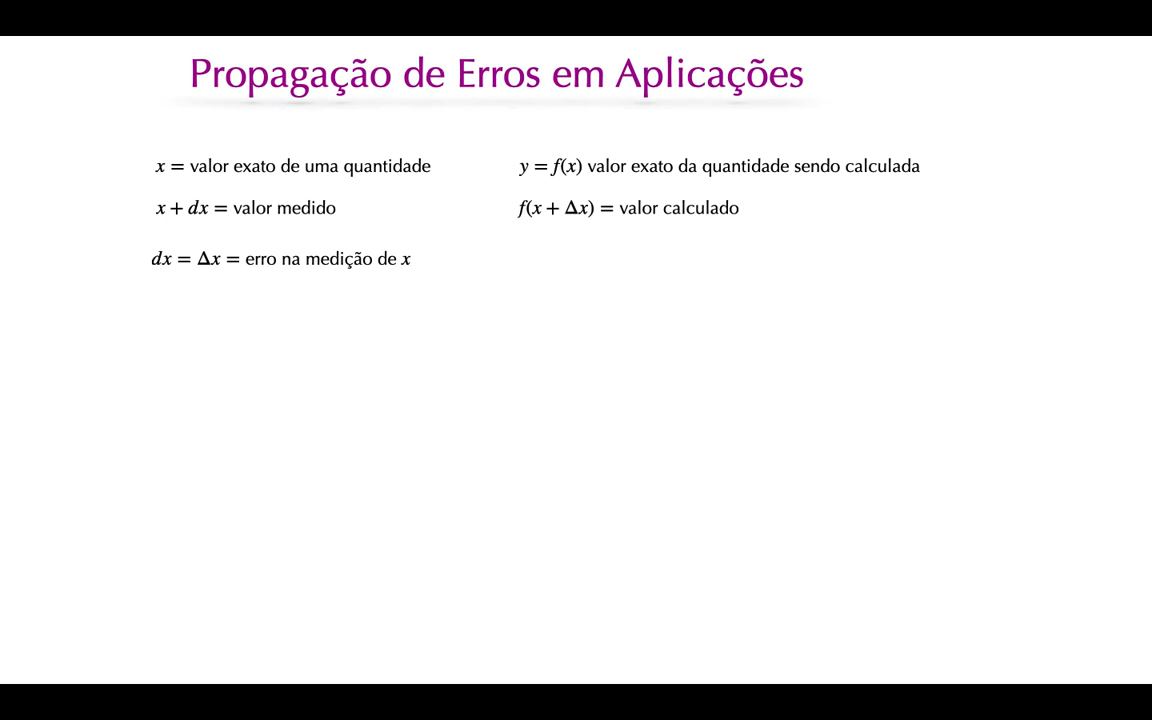 Propagação de Erros em Aplicações
x = valor exato de uma quantidade
y = f(x) valor exato da quantidade sendo calculada
x + dx = valor medido
f(x + Δx) = valor calculado
dx = Δx = erro na medição de x